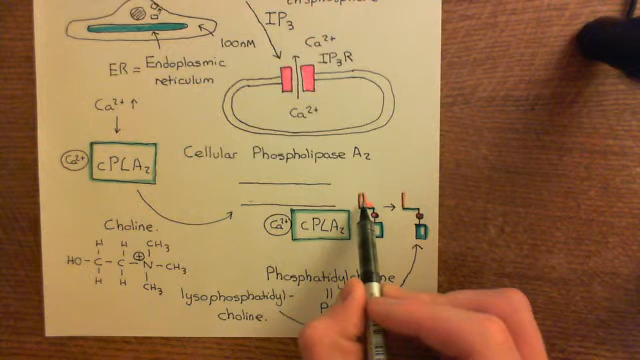 IP3
100nM
Ca2+
ER = Endoplasmic
reticulum
IP3R
Ca2+ ↑
Ca2+
Ca2+ cPLA2
Cellular Phospholipase A2
Ca2+ cPLA2
Choline.
H H CH3
HO-C-C-N-CH3
⊕
H H CH3
lysophosphatidyl-
choline.